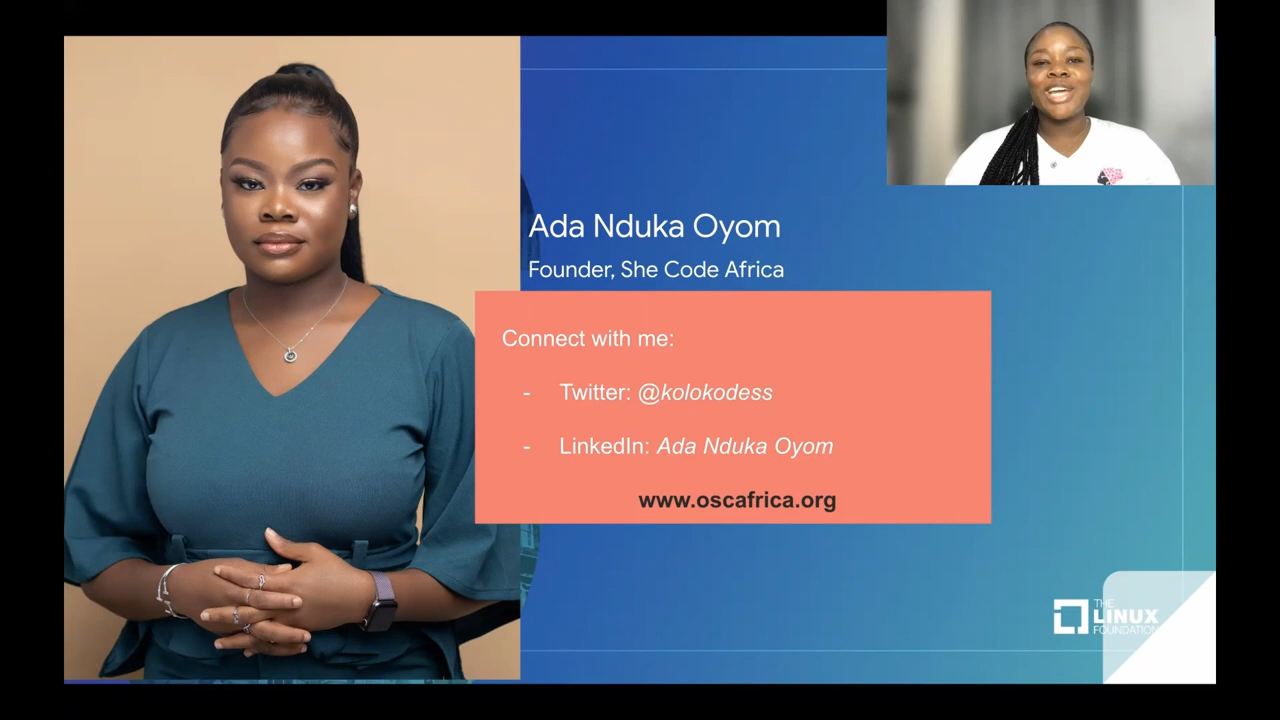 Ada Nduka Oyom
Founder, She Code Africa
Connect with me:
- Twitter: @kolokodess
- LinkedIn: Ada Nduka Oyom
www.oscafrica.org
THE
LINUX
FOUNDATION